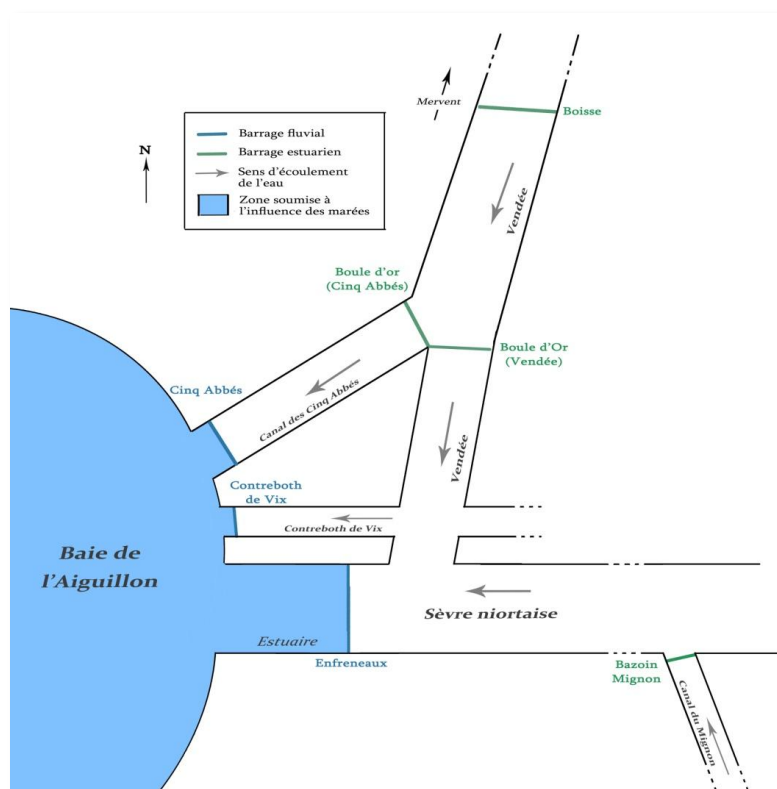 Mervent
Boisse
N
Barrage fluvial
Barrage estuarien
Sens d'écoulement
de l'eau
Zone soumise à
l'influence des marées
Vendée
Boule d'or
(Cinq Abbés)
Boule d'Or
(Vendée)
Cinq Abbés
Canal des Cinq Abbés
Vendée
Contreboth
de Vix
Contreboth de Vix
Baie de
l'Aiguillon
Sèvre niortaise
Estuaire
Enfreneaux
Bazoin
Mignon
Canal du Mignon